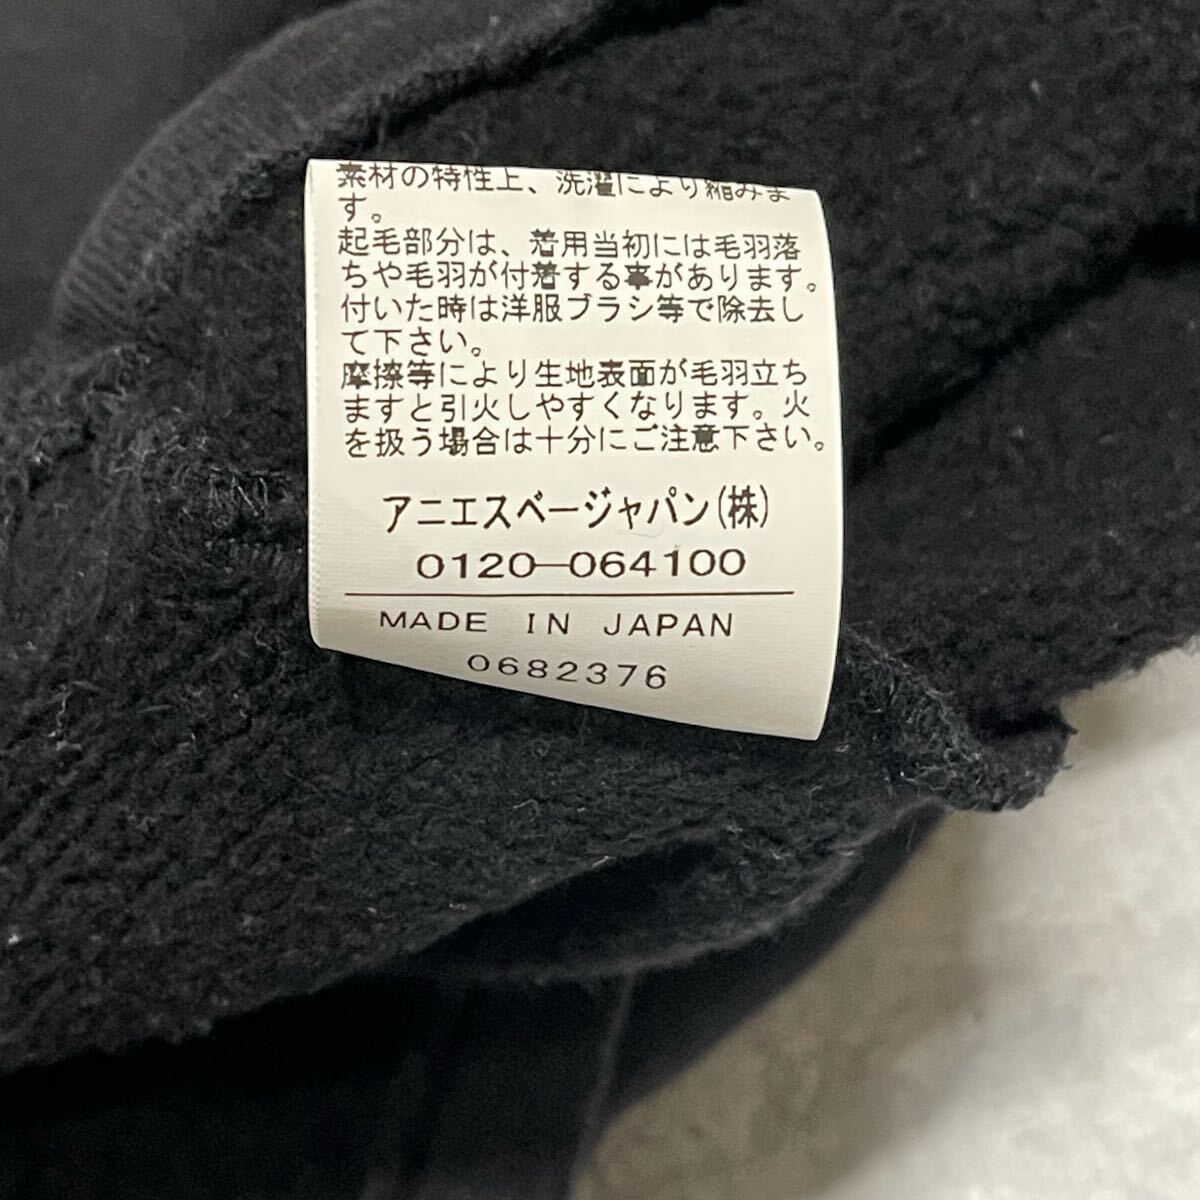 素材の特性上、洗濯により縮みま
す。
起毛部分は、着用当初には毛羽落
ちや毛羽が付着する事があります。
付いた時は洋服ブラシ等で除去し
て下さい。
摩擦等により生地表面が毛羽立ち
ますと引火しやすくなります。火
を扱う場合は十分にご注意下さい。
アニエスベージャパン(株)
0120-064100
MADE IN JAPAN
0682376